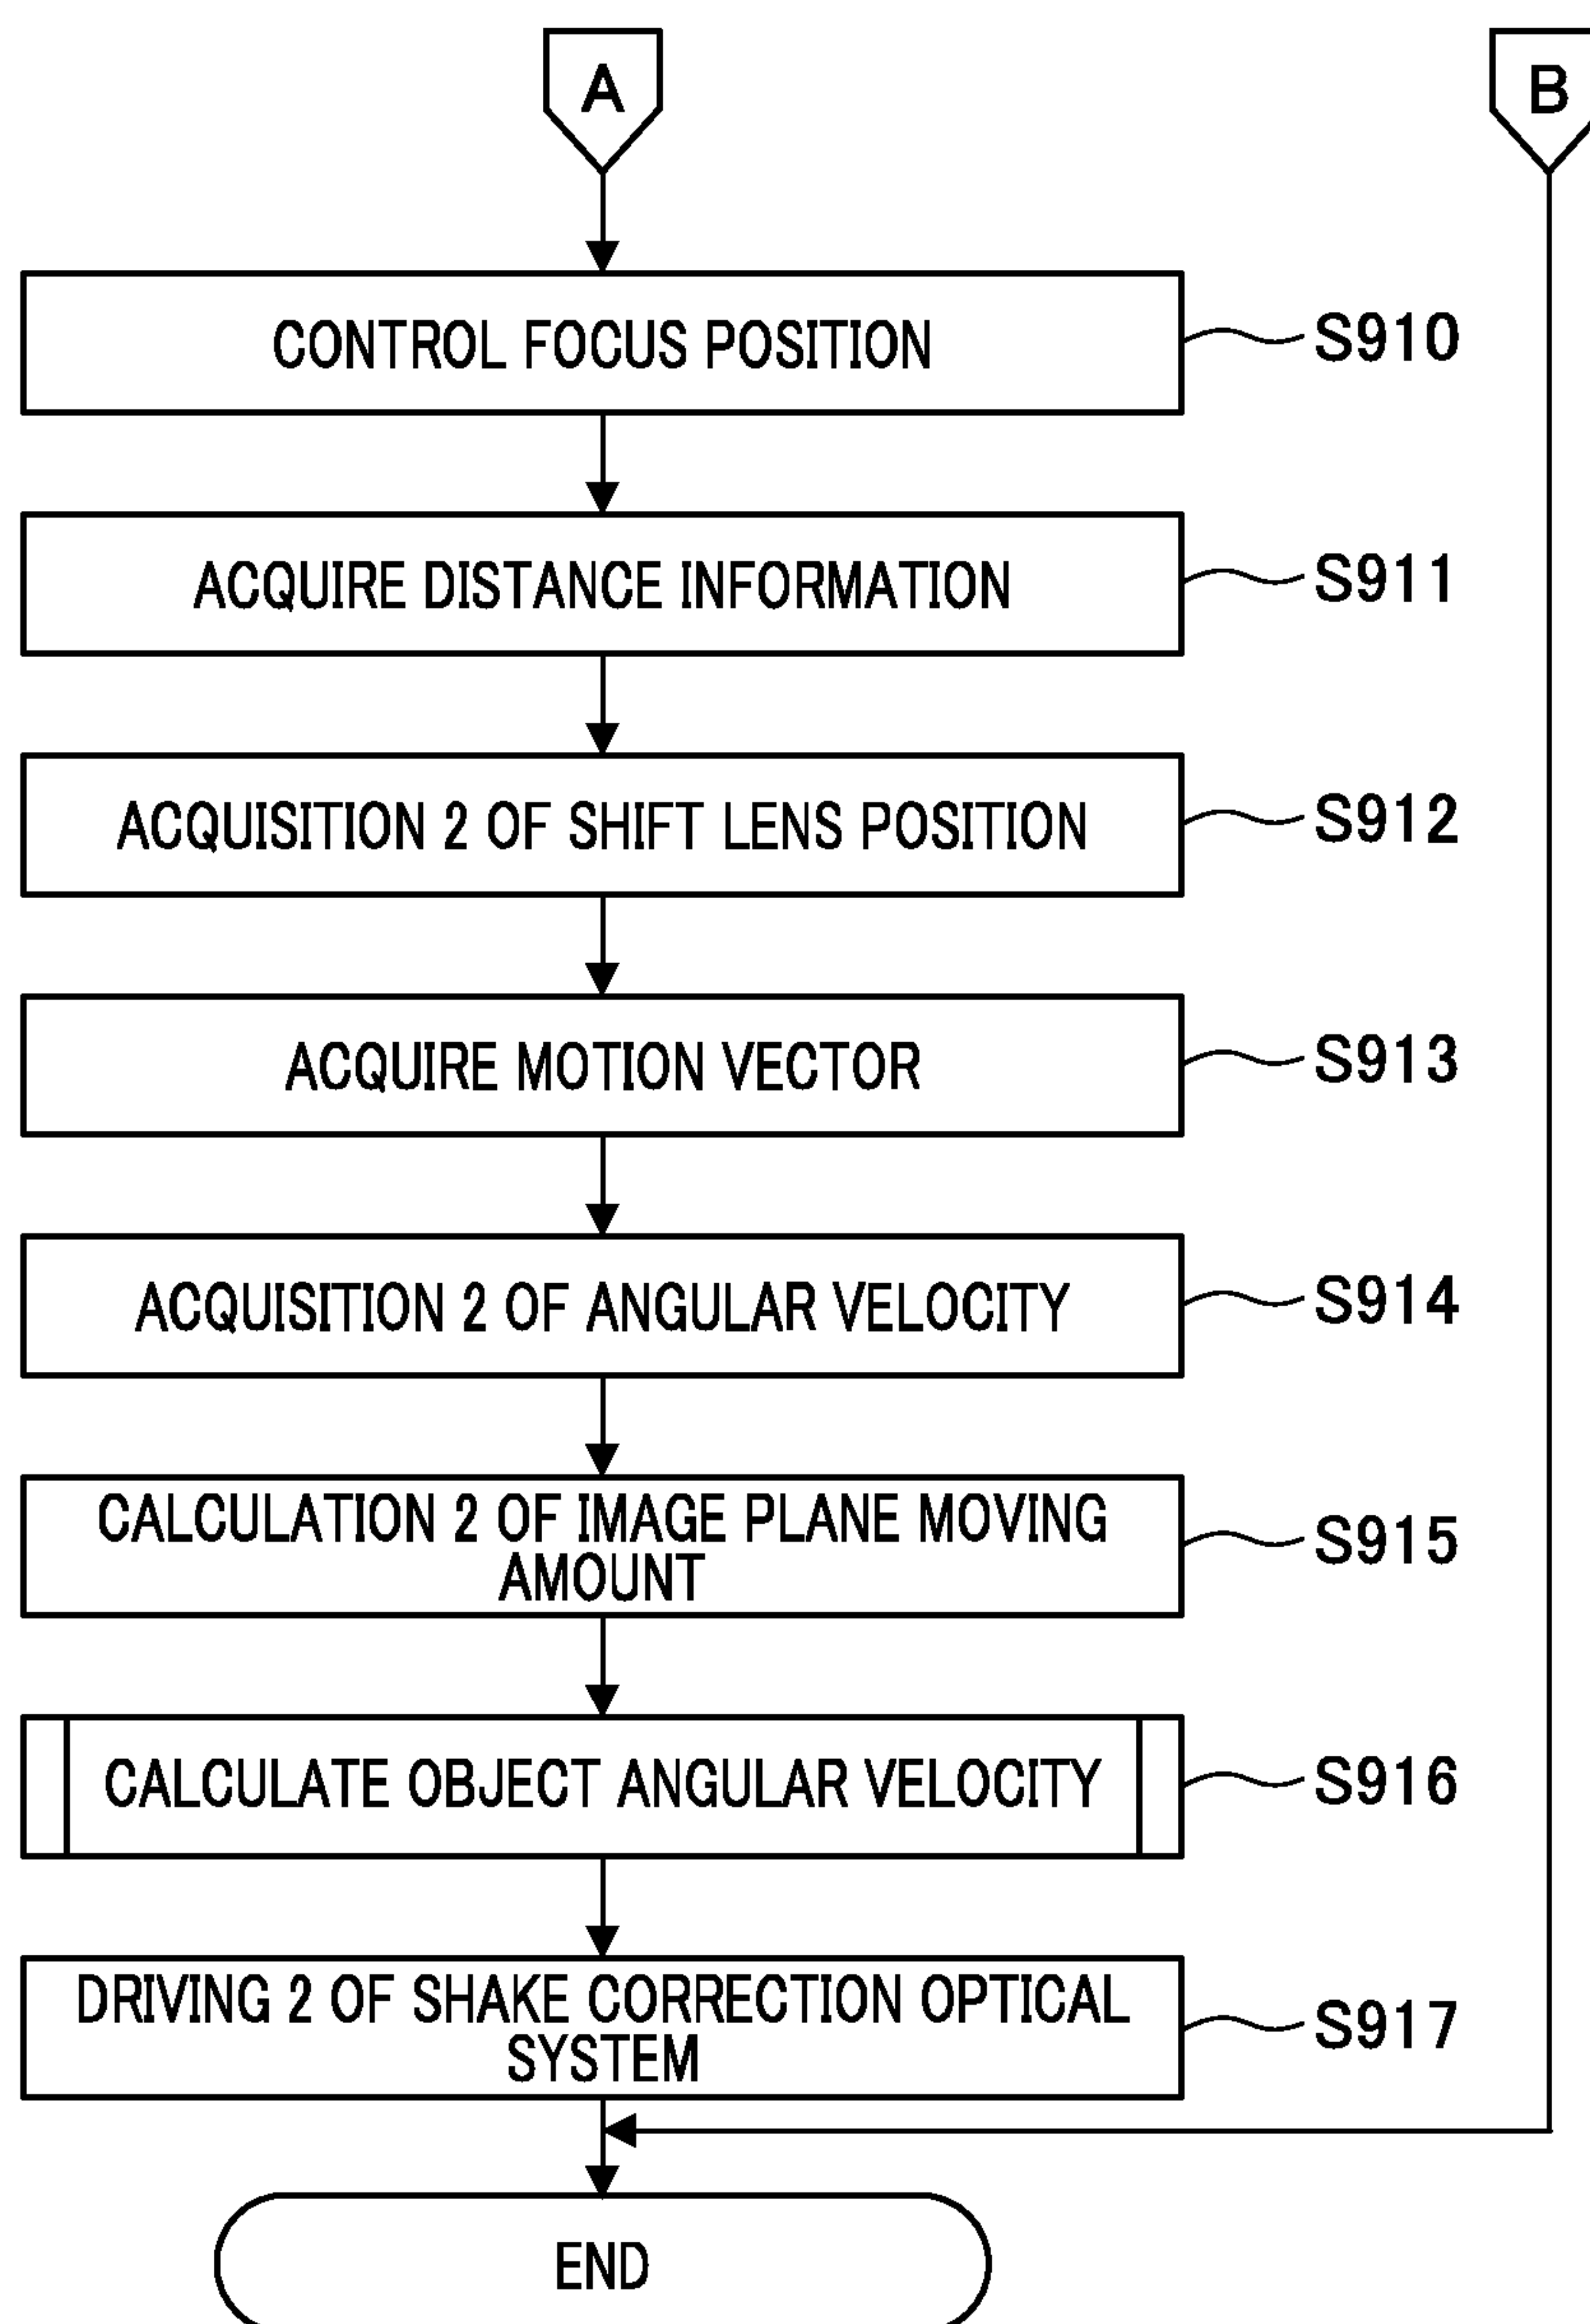 A
B
CONTROL FOCUS POSITION
S910
ACQUIRE DISTANCE INFORMATION
S911
ACQUISITION 2 OF SHIFT LENS POSITION
S912
ACQUIRE MOTION VECTOR
S913
ACQUISITION 2 OF ANGULAR VELOCITY
S914
CALCULATION 2 OF IMAGE PLANE MOVING
AMOUNT
S915
CALCULATE OBJECT ANGULAR VELOCITY
S916
DRIVING 2 OF SHAKE CORRECTION OPTICAL
SYSTEM
S917
END